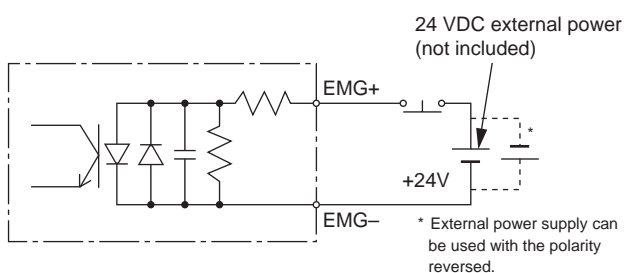 24 VDC external power
(not included)
EMG+
*
+24V
EMG–
* External power supply can
be used with the polarity
reversed.